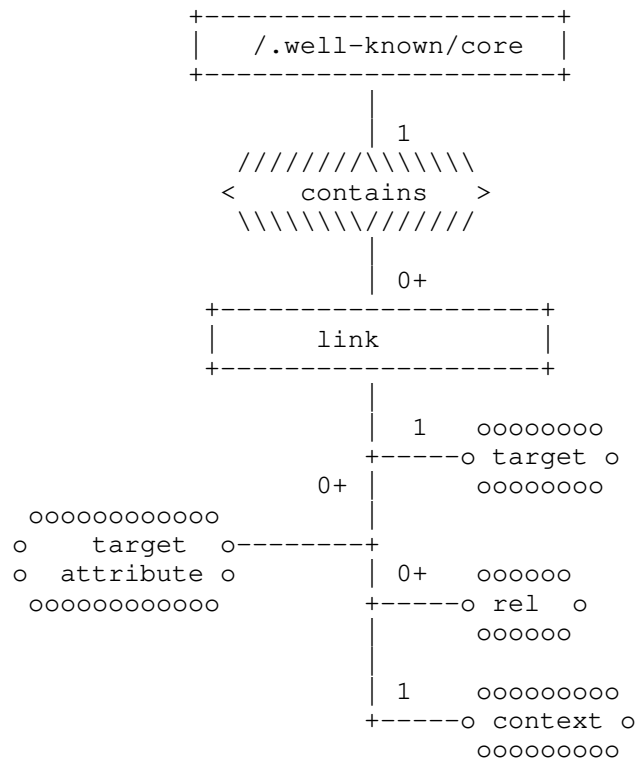 /.well-known/core
1
contains
0+
link
1
target
0+
target
attribute
0+
rel
1
context